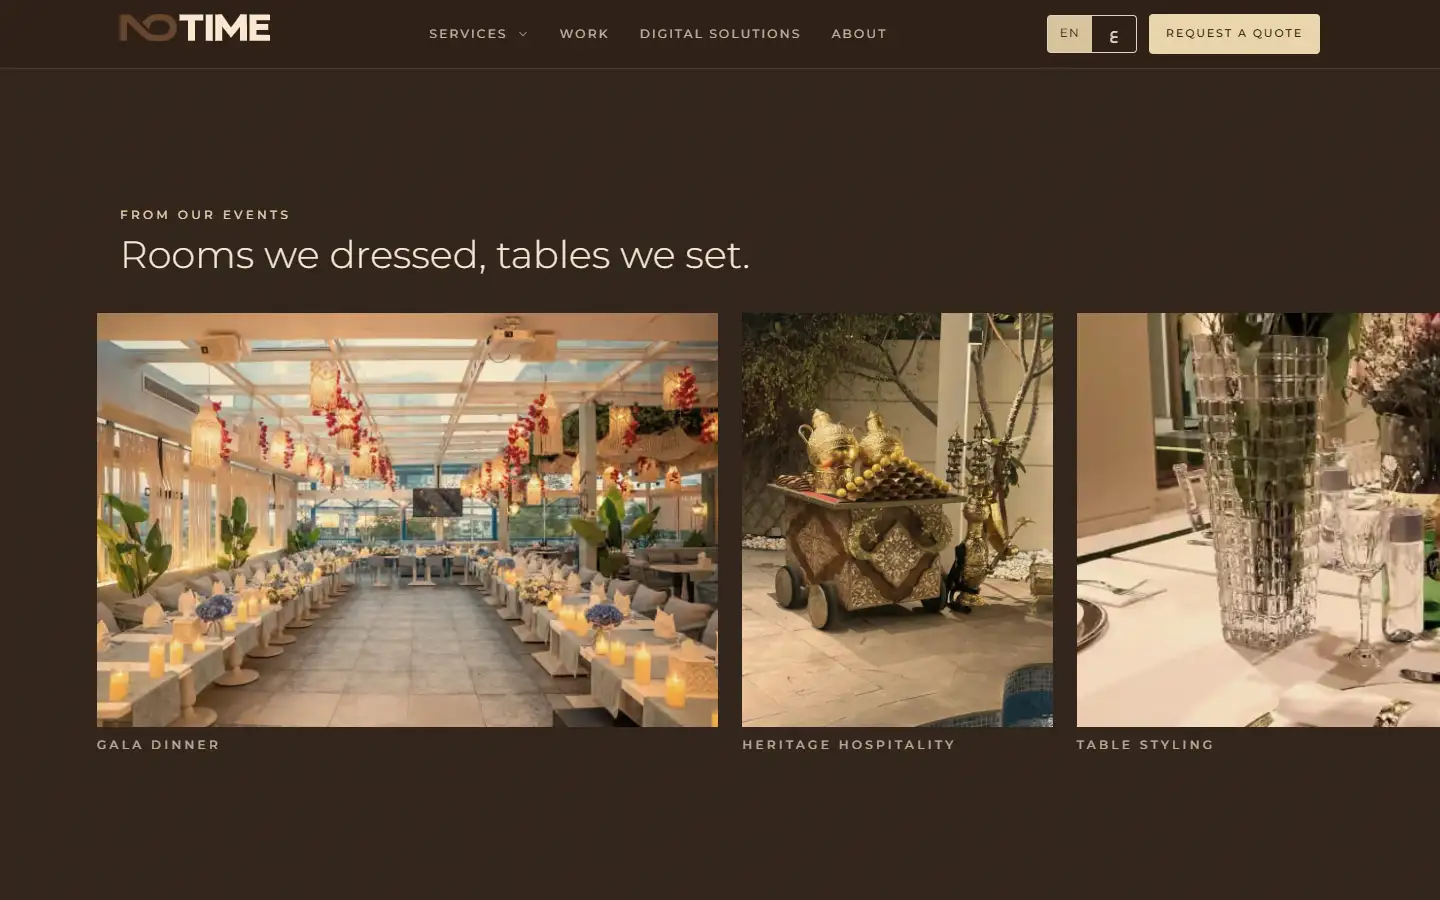 NOTIME
SERVICES
WORK
DIGITAL SOLUTIONS
ABOUT
EN
ع
REQUEST A QUOTE
FROM OUR EVENTS
Rooms we dressed, tables we set.
GALA DINNER
HERITAGE HOSPITALITY
TABLE STYLING